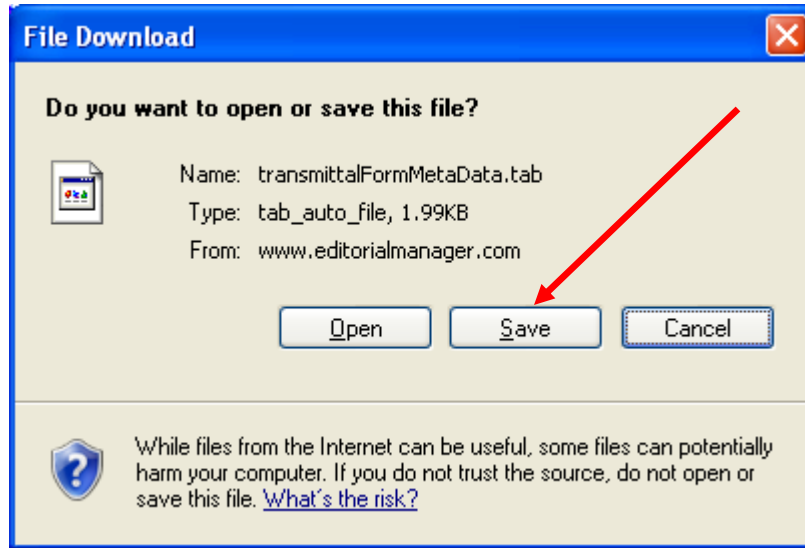 File Download
Do you want to open or save this file?
Name: transmittalFormMetaData.tab
Type: tab_auto_file, 1.99KB
From: www.editorialmanager.com
Open Save Cancel
While files from the Internet can be useful, some files can potentially
harm your computer. If you do not trust the source, do not open or
save this file. What's the risk?